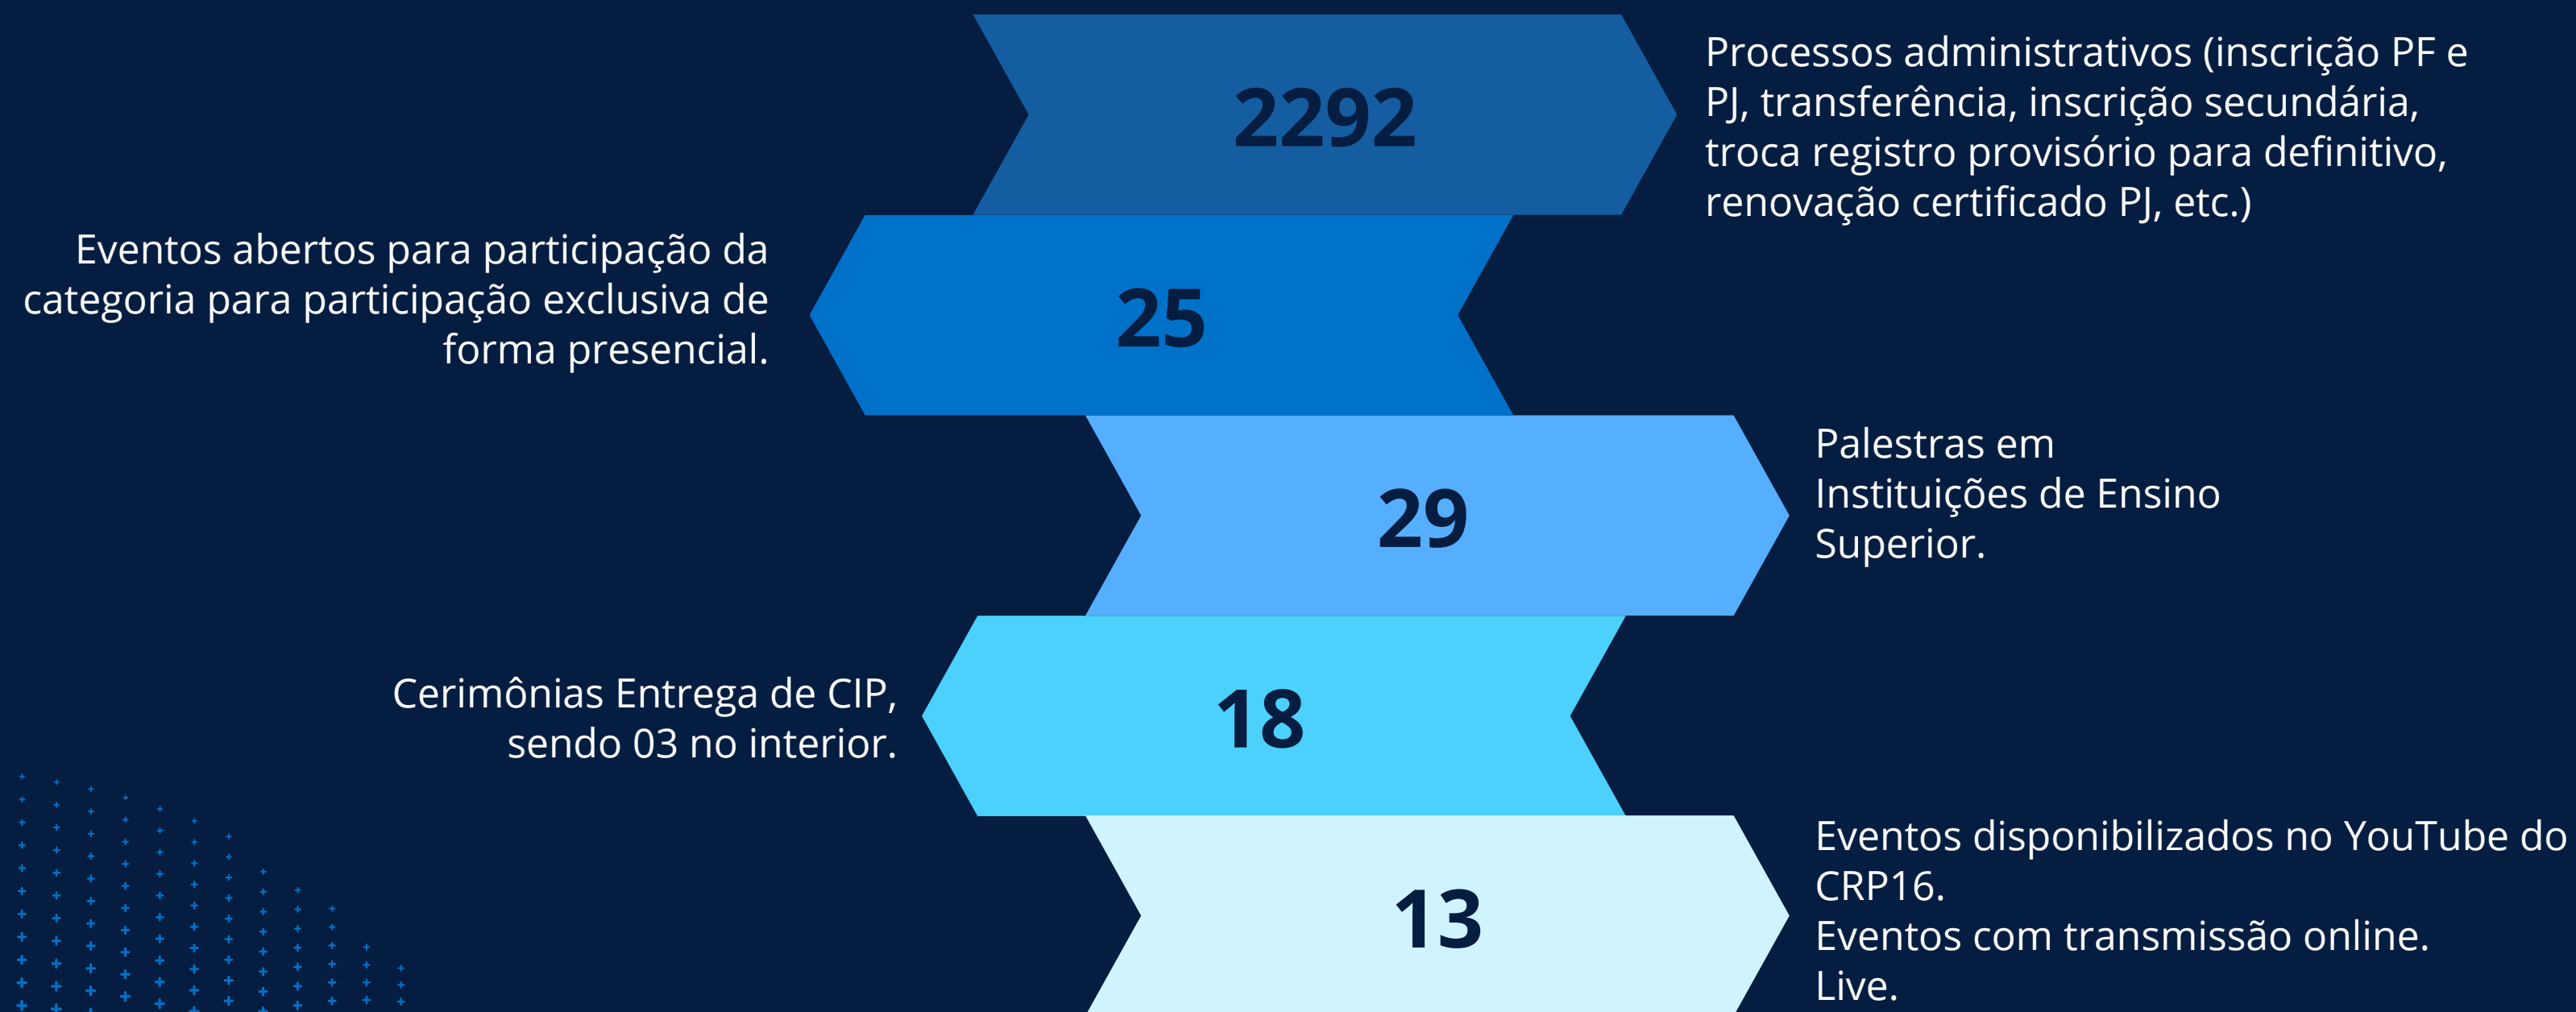 2292
Processos administrativos (inscrição PF e
PJ, transferência, inscrição secundária,
troca registro provisório para definitivo,
renovação certificado PJ, etc.)
Eventos abertos para participação da
categoria para participação exclusiva de
forma presencial.
25
29
Palestras em
Instituições de Ensino
Superior.
Cerimônias Entrega de CIP,
sendo 03 no interior.
18
13
Eventos disponibilizados no YouTube do
CRP16.
Eventos com transmissão online.
Live.